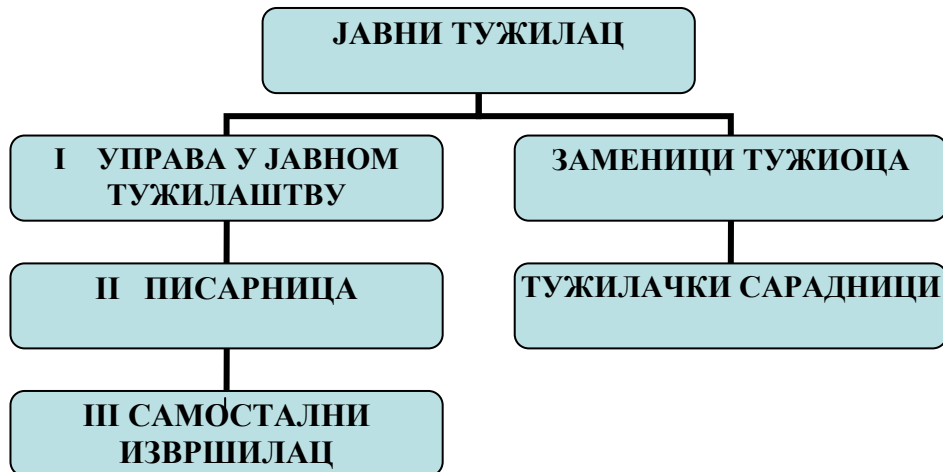 ЈАВНИ ТУЖИЛАЦ
I УПРАВА У ЈАВНОМ
ТУЖИЛАШТВУ
ЗАМЕНИЦИ ТУЖИОЦА
II ПИСАРНИЦА
ТУЖИЛАЧКИ САРАДНИЦИ
III САМОСТАЛНИ
ИЗВРШИЛАЦ